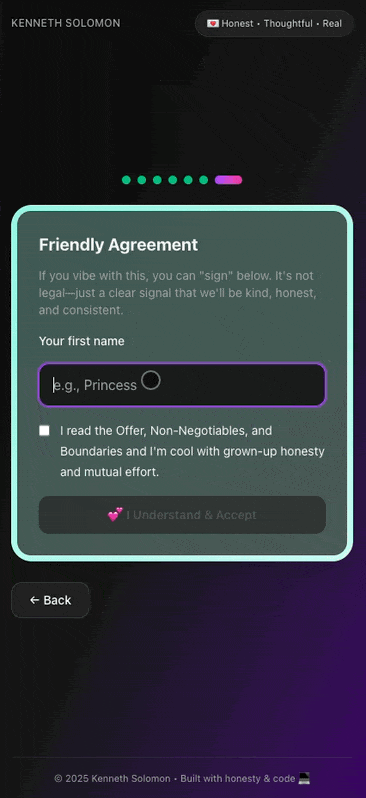 KENNETH SOLOMON
💌 Honest • Thoughtful • Real
Friendly Agreement
If you vibe with this, you can "sign" below. It's not
legal—just a clear signal that we'll be kind, honest,
and consistent.
Your first name
e.g., Princess
I read the Offer, Non-Negotiables, and
Boundaries and I'm cool with grown-up honesty
and mutual effort.
💕 I Understand & Accept
← Back
© 2025 Kenneth Solomon • Built with honesty & code 💻